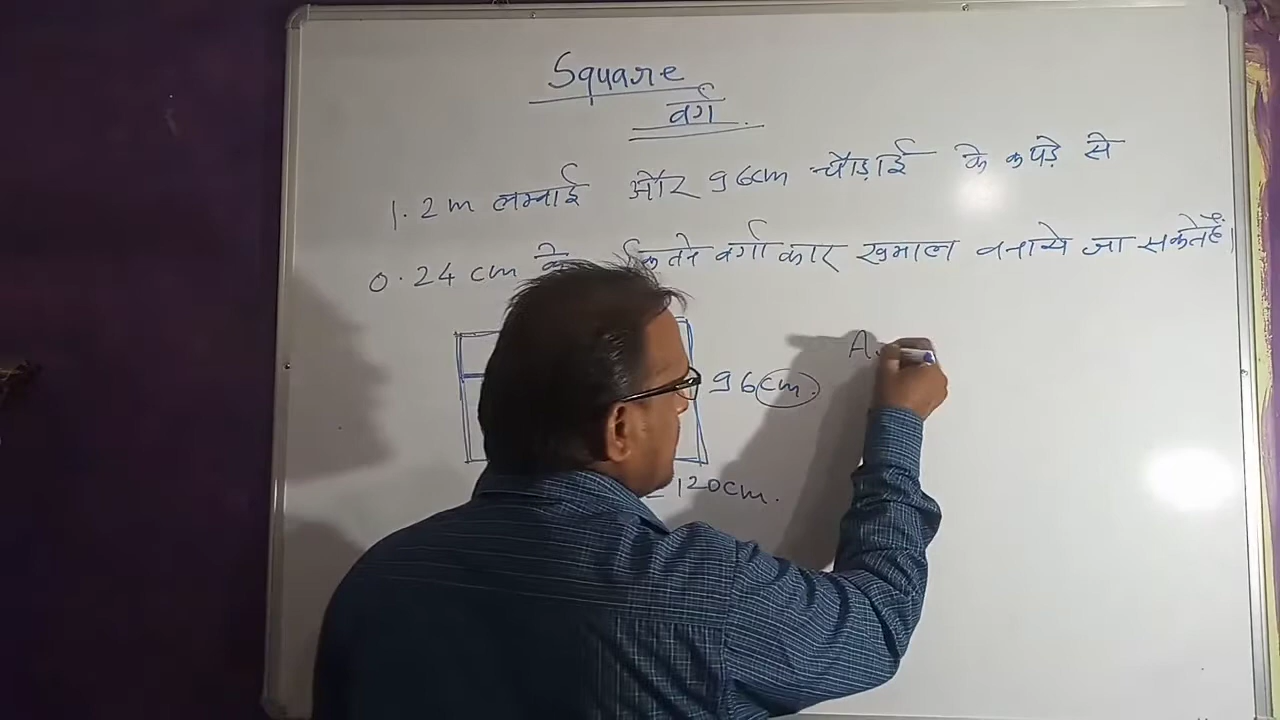 Square
वर्ग
1.2m लम्बाई और 96cm चौड़ाई के कपड़े से
0.24 cm के कितने वर्गाकार रूमाल बनाये जा सकते हैं।
A.
96cm.
= 120cm.